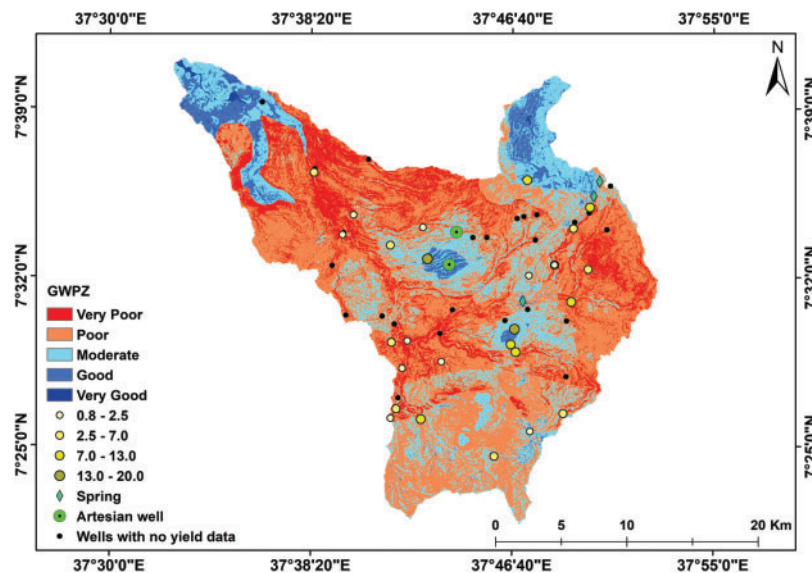 37°30'0"E 37°38'20"E 37°46'40"E 37°55'0"E
N
7°39'0"N 7°39'0"N
7°32'0"N 7°32'0"N
GWPZ
Very Poor
Poor
Moderate
Good
Very Good
0.8 - 2.5
2.5 - 7.0
7.0 - 13.0
13.0 - 20.0
Spring
Artesian well
Wells with no yield data
7°25'0"N 7°25'0"N
0 5 10 20 Km
37°30'0"E 37°38'20"E 37°46'40"E 37°55'0"E